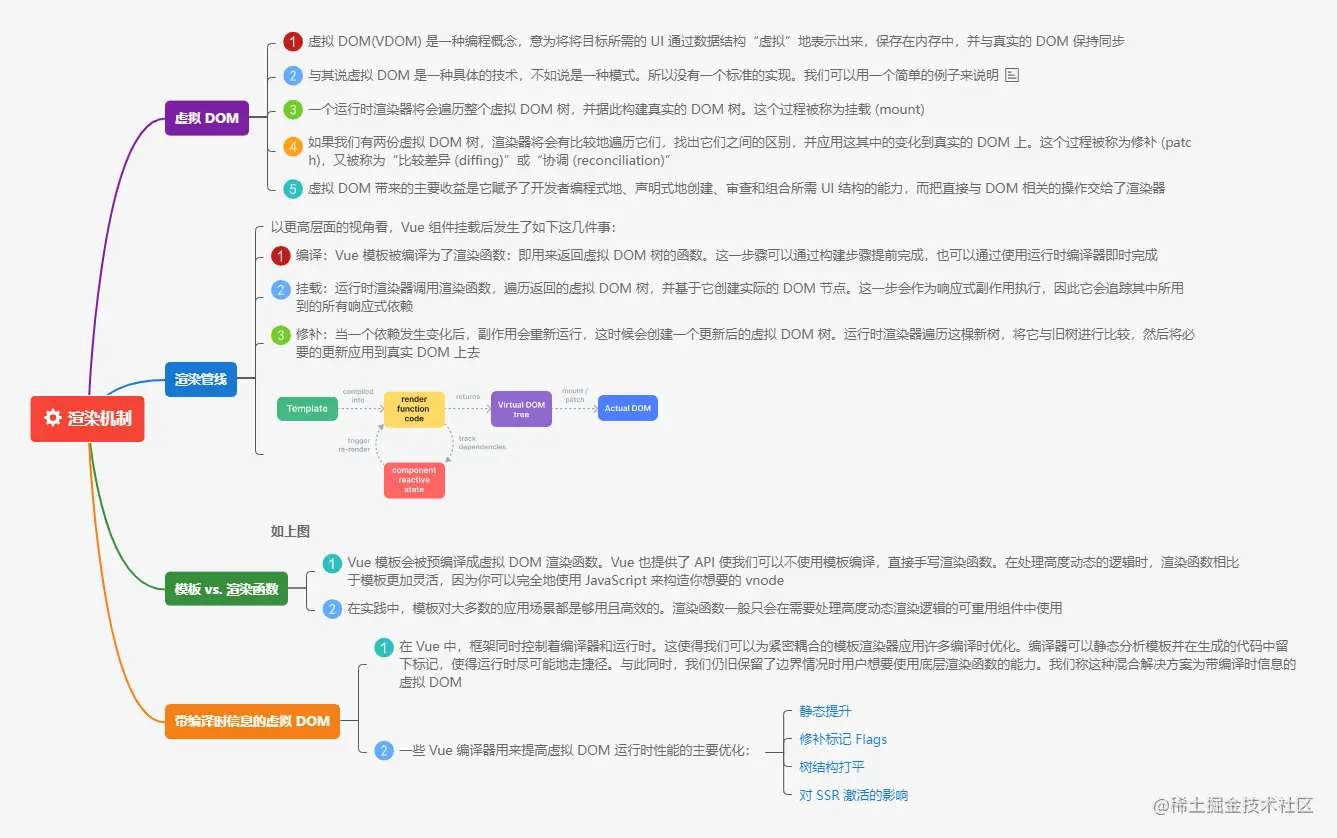 渲染机制
虚拟 DOM
1 虚拟 DOM(VDOM) 是一种编程概念，意为将将目标所需的 UI 通过数据结构“虚拟”地表示出来，保存在内存中，并与真实的 DOM 保持同步
2 与其说虚拟 DOM 是一种具体的技术，不如说是一种模式。所以没有一个标准的实现。我们可以用一个简单的例子来说明
3 一个运行时渲染器将会遍历整个虚拟 DOM 树，并据此构建真实的 DOM 树。这个过程被称为挂载 (mount)
4 如果我们有两份虚拟 DOM 树，渲染器将会有比较地遍历它们，找出它们之间的区别，并应用这其中的变化到真实的 DOM 上。这个过程被称为修补 (patc
h)，又被称为“比较差异 (diffing)”或“协调 (reconciliation)”
5 虚拟 DOM 带来的主要收益是它赋予了开发者编程式地、声明式地创建、审查和组合所需 UI 结构的能力，而把直接与 DOM 相关的操作交给了渲染器
渲染管线
以更高层面的视角看，Vue 组件挂载后发生了如下这几件事：
1 编译：Vue 模板被编译为了渲染函数：即用来返回虚拟 DOM 树的函数。这一步骤可以通过构建步骤提前完成，也可以通过使用运行时编译器即时完成
2 挂载：运行时渲染器调用渲染函数，遍历返回的虚拟 DOM 树，并基于它创建实际的 DOM 节点。这一步会作为响应式副作用执行，因此它会追踪其中所用
到的所有响应式依赖
3 修补：当一个依赖发生变化后，副作用会重新运行，这时候会创建一个更新后的虚拟 DOM 树。运行时渲染器遍历这棵新树，将它与旧树进行比较，然后将必
要的更新应用到真实 DOM 上去
Template
compiled
into
render
function
code
returns
Virtual DOM
tree
mount /
patch
Actual DOM
trigger
re-render
track
dependencies
component
reactive
state
如上图
模板 vs. 渲染函数
1 Vue 模板会被预编译成虚拟 DOM 渲染函数。Vue 也提供了 API 使我们可以不使用模板编译，直接手写渲染函数。在处理高度动态的逻辑时，渲染函数相比
于模板更加灵活，因为你可以完全地使用 JavaScript 来构造你想要的 vnode
2 在实践中，模板对大多数的应用场景都是够用且高效的。渲染函数一般只会在需要处理高度动态渲染逻辑的可重用组件中使用
带编译时信息的虚拟 DOM
1 在 Vue 中，框架同时控制着编译器和运行时。这使得我们可以为紧密耦合的模板渲染器应用许多编译时优化。编译器可以静态分析模板并在生成的代码中留
下标记，使得运行时尽可能地走捷径。与此同时，我们仍旧保留了边界情况时用户想要使用底层渲染函数的能力。我们称这种混合解决方案为带编译时信息的
虚拟 DOM
2 一些 Vue 编译器用来提高虚拟 DOM 运行时性能的主要优化：
静态提升
修补标记 Flags
树结构打平
对 SSR 激活的影响
@稀土掘金技术社区